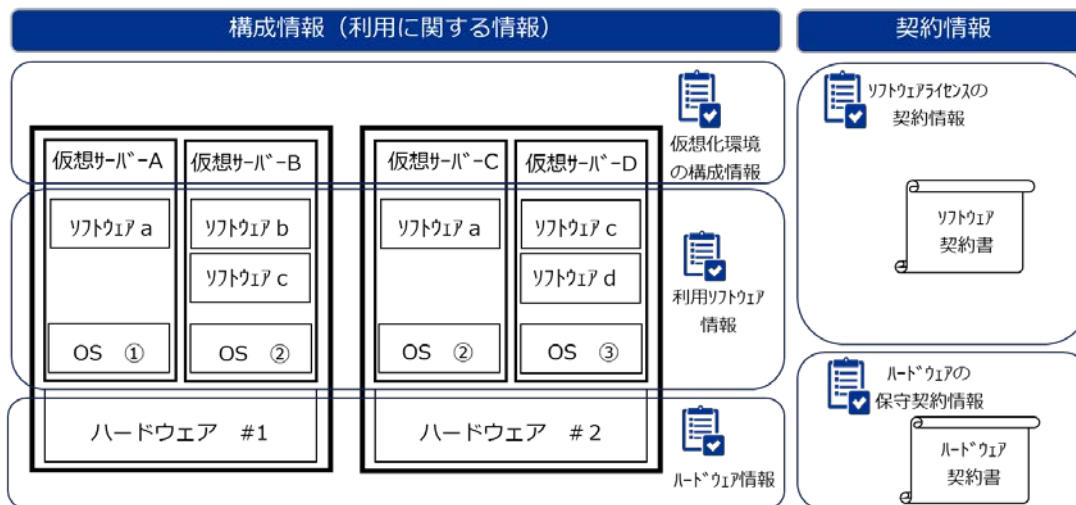 構成情報（利用に関する情報）
契約情報
仮想化環境
の構成情報
仮想ｻｰﾊﾞｰA
仮想ｻｰﾊﾞｰB
仮想ｻｰﾊﾞｰC
仮想ｻｰﾊﾞｰD
ｿﾌﾄｳｪｱ a
ｿﾌﾄｳｪｱ b
ｿﾌﾄｳｪｱ a
ｿﾌﾄｳｪｱ c
ｿﾌﾄｳｪｱ c
ｿﾌﾄｳｪｱ d
OS ①
OS ②
OS ②
OS ③
利用ｿﾌﾄｳｪｱ
情報
ハードウェア #1
ハードウェア #2
ﾊｰﾄﾞｳｪｱ情報
ｿﾌﾄｳｪｱﾗｲｾﾝｽの
契約情報
ｿﾌﾄｳｪｱ
契約書
ﾊｰﾄﾞｳｪｱの
保守契約情報
ﾊｰﾄﾞｳｪｱ
契約書